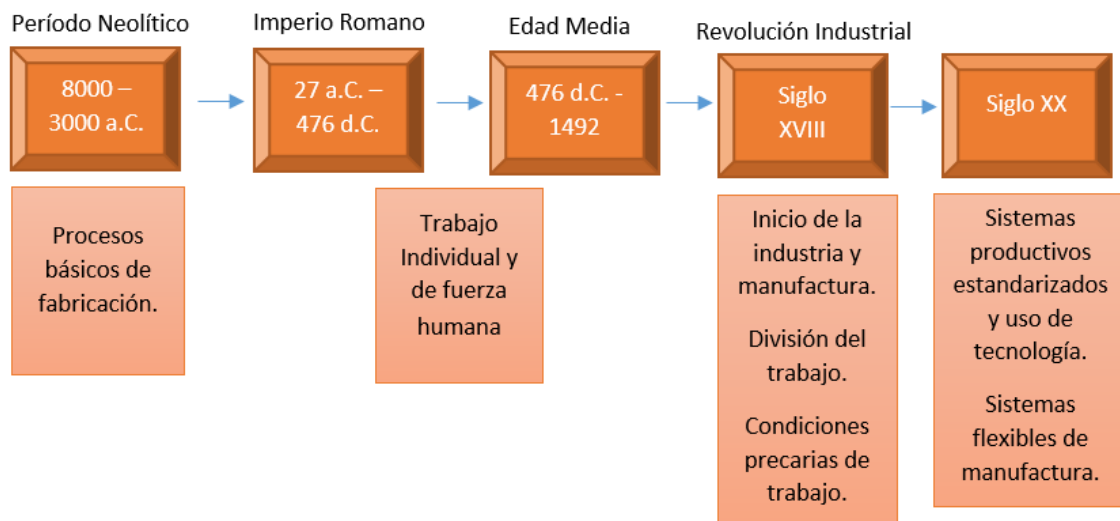 Período Neolítico
Imperio Romano
Edad Media
Revolución Industrial
8000 –
3000 a.C.
27 a.C. –
476 d.C.
476 d.C. -
1492
Siglo
XVIII
Siglo XX
Procesos
básicos de
fabricación.
Trabajo
Individual y
de fuerza
humana
Inicio de la
industria y
manufactura.
División del
trabajo.
Condiciones
precarias de
trabajo.
Sistemas
productivos
estandarizados
y uso de
tecnología.
Sistemas
flexibles de
manufactura.